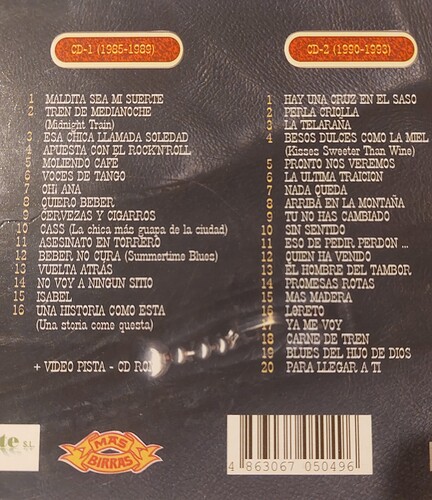 CD-1 (1985-1989)
1 MALDITA SEA MI SUERTE
2 TREN DE MEDIANOCHE
(Midnight Train)
3 ESA CHICA LLAMADA SOLEDAD
4 APUESTA CON EL ROCK'N'ROLL
5 MOLIENDO CAFÉ
6 VOCES DE TANGO
7 OH! ANA
8 QUIERO BEBER
9 CERVEZAS Y CIGARROS
10 CASS (La chica más guapa de la ciudad)
11 ASESINATO EN TORRERO
12 BEBER NO CURA (Summertime Blues)
13 VUELTA ATRÁS
14 NO VOY A NINGUN SITIO
15 ISABEL
16 UNA HISTORIA COMO ESTA
(Una storia come questa)
+ VIDEO PISTA - CD ROM
CD-2 (1990-1993)
1 HAY UNA CRUZ EN EL SASO
2 PERLA CRIOLLA
3 LA TELARAÑA
4 BESOS DULCES COMO LA MIEL
(Kisses Sweeter Than Wine)
5 PRONTO NOS VEREMOS
6 LA ULTIMA TRAICION
7 NADA QUEDA
8 ARRIBA EN LA MONTAÑA
9 TU NO HAS CAMBIADO
10 SIN SENTIDO
11 ESO DE PEDIR PERDON ...
12 QUIEN HA VENIDO
13 EL HOMBRE DEL TAMBOR
14 PROMESAS ROTAS
15 MAS MADERA
16 LORETO
17 YA ME VOY
18 CARNE DE TREN
19 BLUES DEL HIJO DE DIOS
20 PARA LLEGAR A TI
te S.L.
MAS
BIRRAS
4 863067 050496